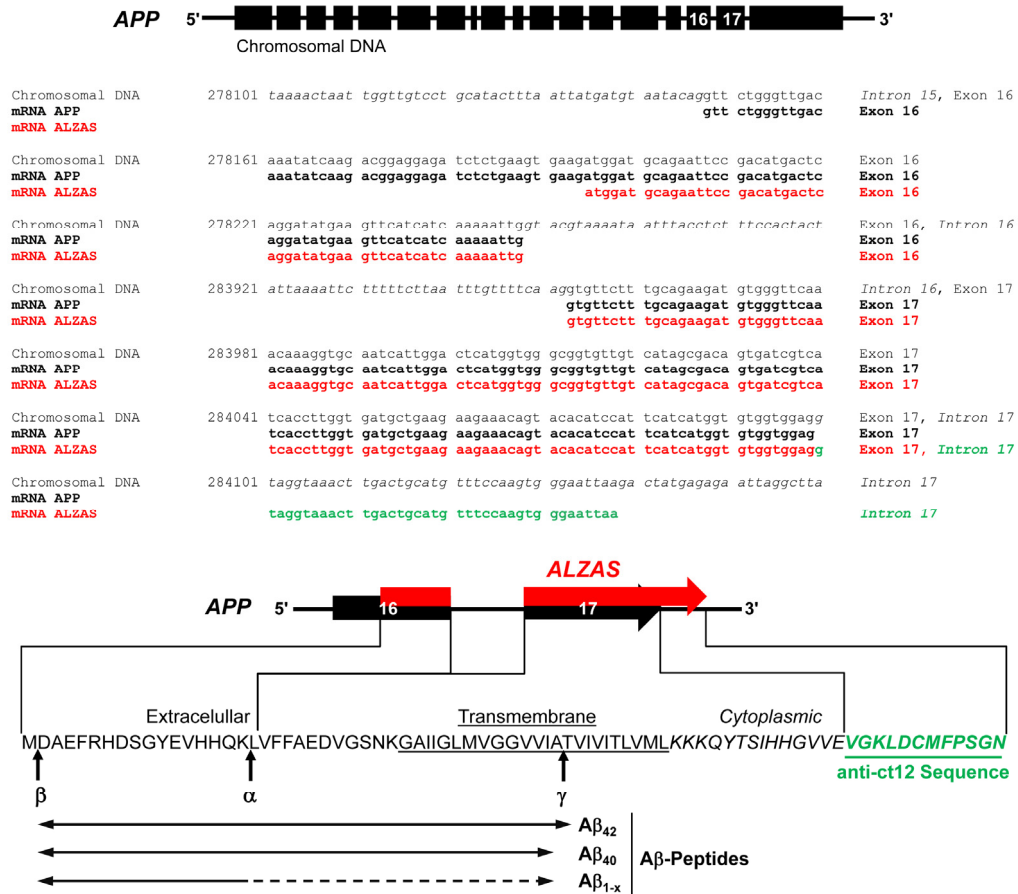 APP 5' 16 17 3'
Chromosomal DNA
Chromosomal DNA 278101 taaaactaat tggttgtcct gcatacttta attatgatgt aatacaggtt ctgggttgac Intron 15, Exon 16
mRNA APP gtt ctgggttgac Exon 16
mRNA ALZAS
Chromosomal DNA 278161 aaatatcaag acggaggaga tctctgaagt gaagatggat gcagaattcc gacatgactc Exon 16
mRNA APP aaatatcaag acggaggaga tctctgaagt gaagatggat gcagaattcc gacatgactc Exon 16
mRNA ALZAS atggat gcagaattcc gacatgactc Exon 16
Chromosomal DNA 278221 aggatatgaa gttcatcatc aaaaattggt acgtaaaata atttacctct ttccactact Exon 16, Intron 16
mRNA APP aggatatgaa gttcatcatc aaaaattg Exon 16
mRNA ALZAS aggatatgaa gttcatcatc aaaaattg Exon 16
Chromosomal DNA 283921 attaaaattc tttttcttaa tttgttttca aggtgttctt tgcagaagat gtgggttcaa Intron 16, Exon 17
mRNA APP gtgttctt tgcagaagat gtgggttcaa Exon 17
mRNA ALZAS gtgttctt tgcagaagat gtgggttcaa Exon 17
Chromosomal DNA 283981 acaaaggtgc aatcattgga ctcatggtgg gcggtgttgt catagcgaca gtgatcgtca Exon 17
mRNA APP acaaaggtgc aatcattgga ctcatggtgg gcggtgttgt catagcgaca gtgatcgtca Exon 17
mRNA ALZAS acaaaggtgc aatcattgga ctcatggtgg gcggtgttgt catagcgaca gtgatcgtca Exon 17
Chromosomal DNA 284041 tcaccttggt gatgctgaag aagaaacagt acacatccat tcatcatggt gtggtggagg Exon 17, Intron 17
mRNA APP tcaccttggt gatgctgaag aagaaacagt acacatccat tcatcatggt gtggtggag Exon 17
mRNA ALZAS tcaccttggt gatgctgaag aagaaacagt acacatccat tcatcatggt gtggtggagg Exon 17, Intron 17
Chromosomal DNA 284101 taggtaaact tgactgcatg tttccaagtg ggaattaaga ctatgagaga attaggctta Intron 17
mRNA APP
mRNA ALZAS taggtaaact tgactgcatg tttccaagtg ggaattaa Intron 17
ALZAS
APP 5' 16 17 3'
Extracelullar Transmembrane Cytoplasmic
MDAEFRHDSGYEVHHQKLVFFAEDVGSNKGAIIGLMVGGVVIATVIVITLVMLKKKQYTSIHHGVVEVGKLDCMFPSGN
anti-ct12 Sequence
β α γ
Aβ42
Aβ40 Aβ-Peptides
Aβ1-x